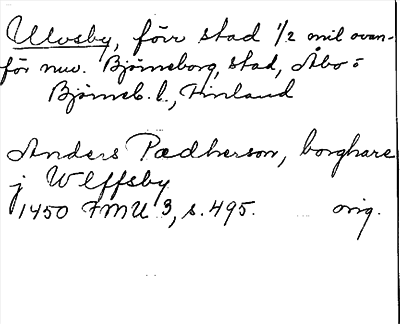 Ulvsby, förr stad 1/2 mil ovan-
för nuv. Björneborg, stad, Åbo o
Björneb. l., Finland
Anders Pædherson, borghare
j Wlffsby
1450 FMU 3, s. 495. orig.